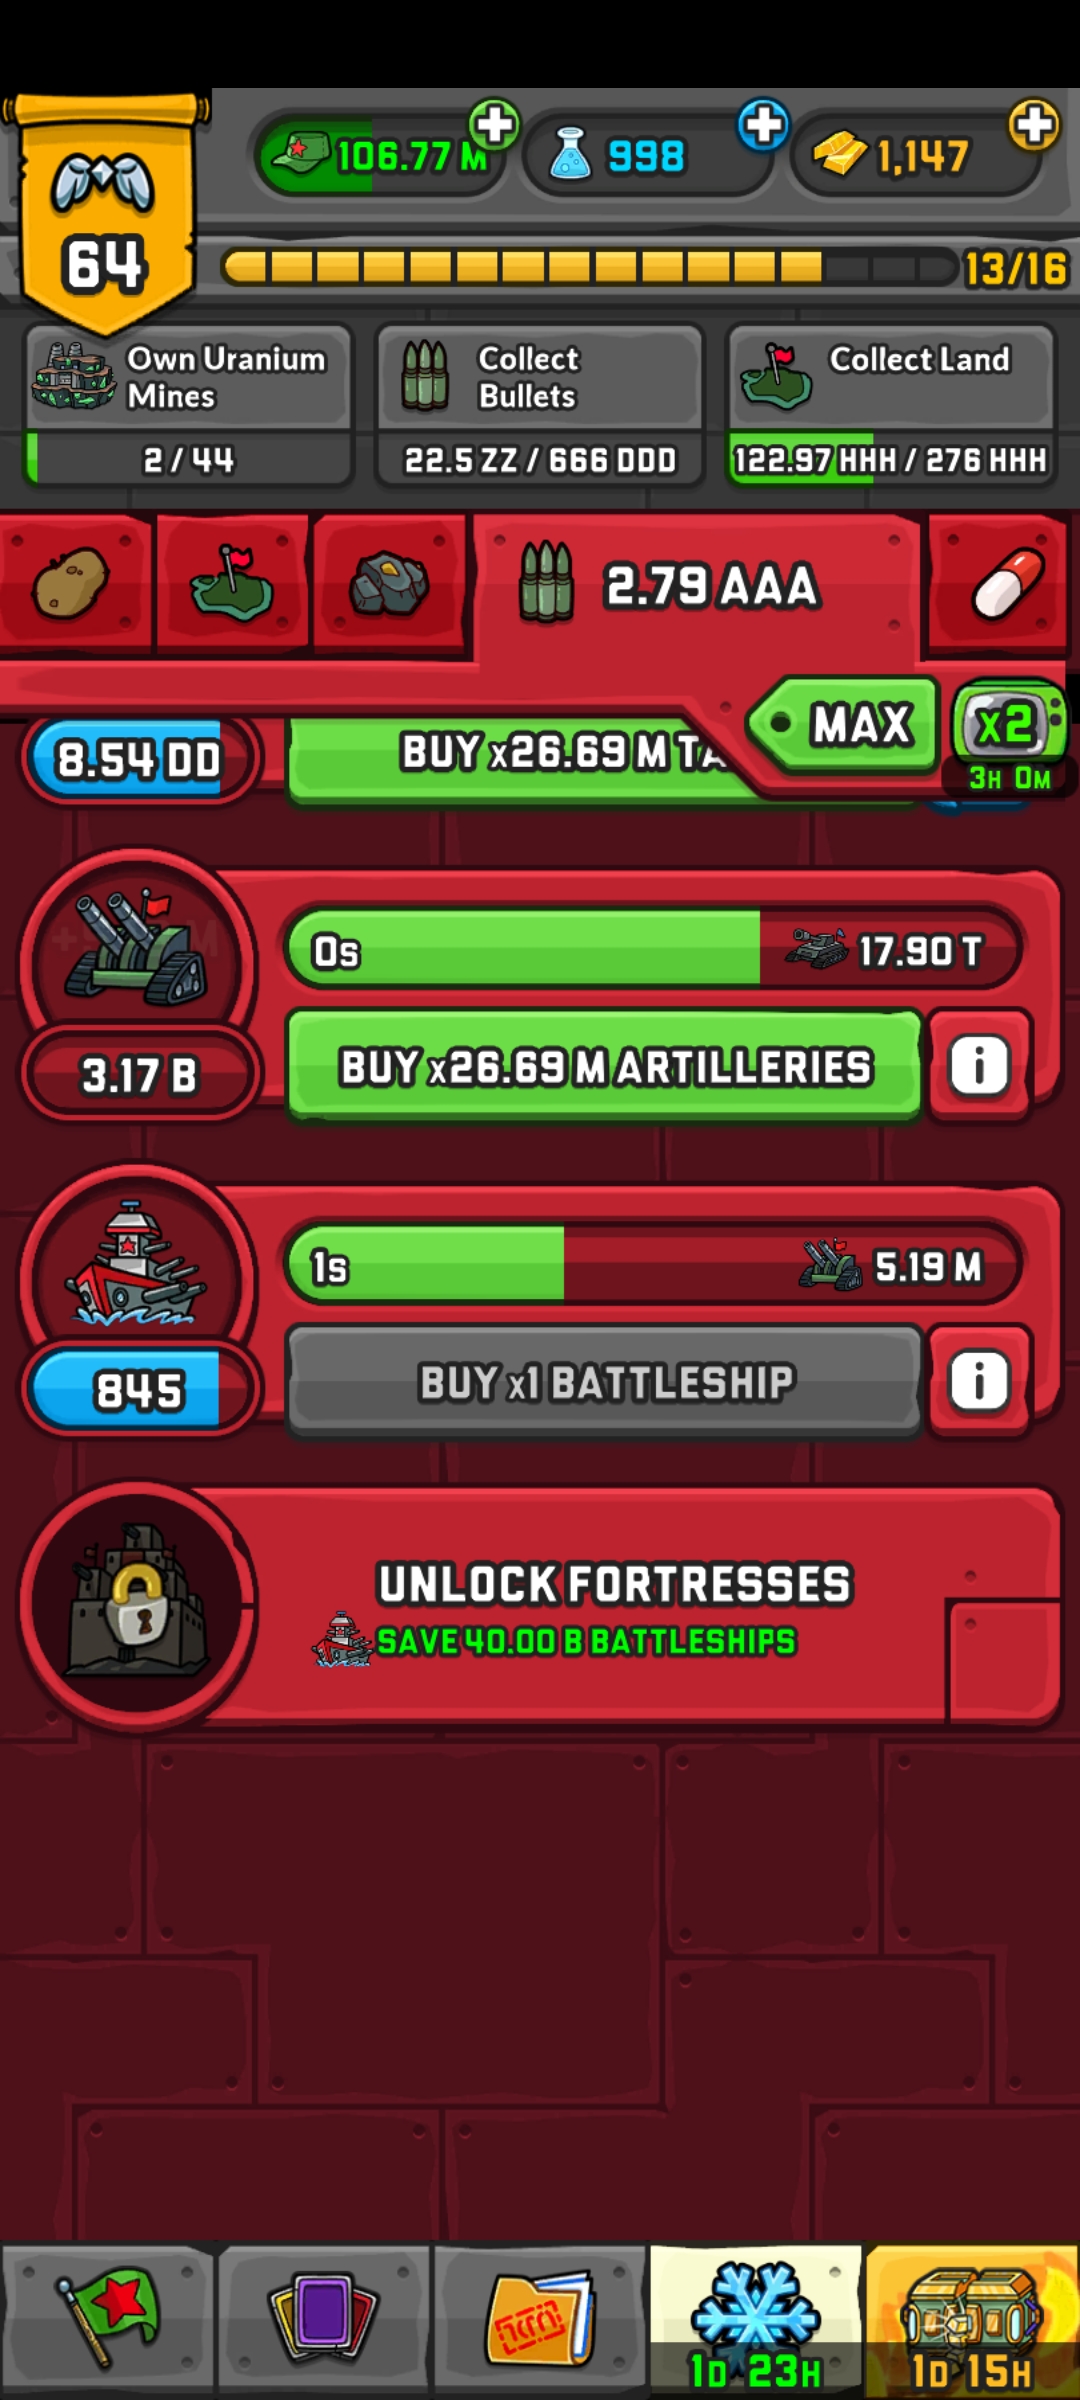 106.77 M
998
1,147
64
13/16
Own Uranium
Mines
Collect
Bullets
Collect Land
2 / 44
22.5 ZZ / 666 DDD
122.97 HHH / 276 HHH
2.79 AAA
MAX
x2
3H 0M
8.54 DD
BUY x26.69 M TA
0s
17.90 T
3.17 B
BUY x26.69 M ARTILLERIES
i
1s
5.19 M
845
BUY x1 BATTLESHIP
i
UNLOCK FORTRESSES
SAVE 40.00 B BATTLESHIPS
1D 23H
1D 15H